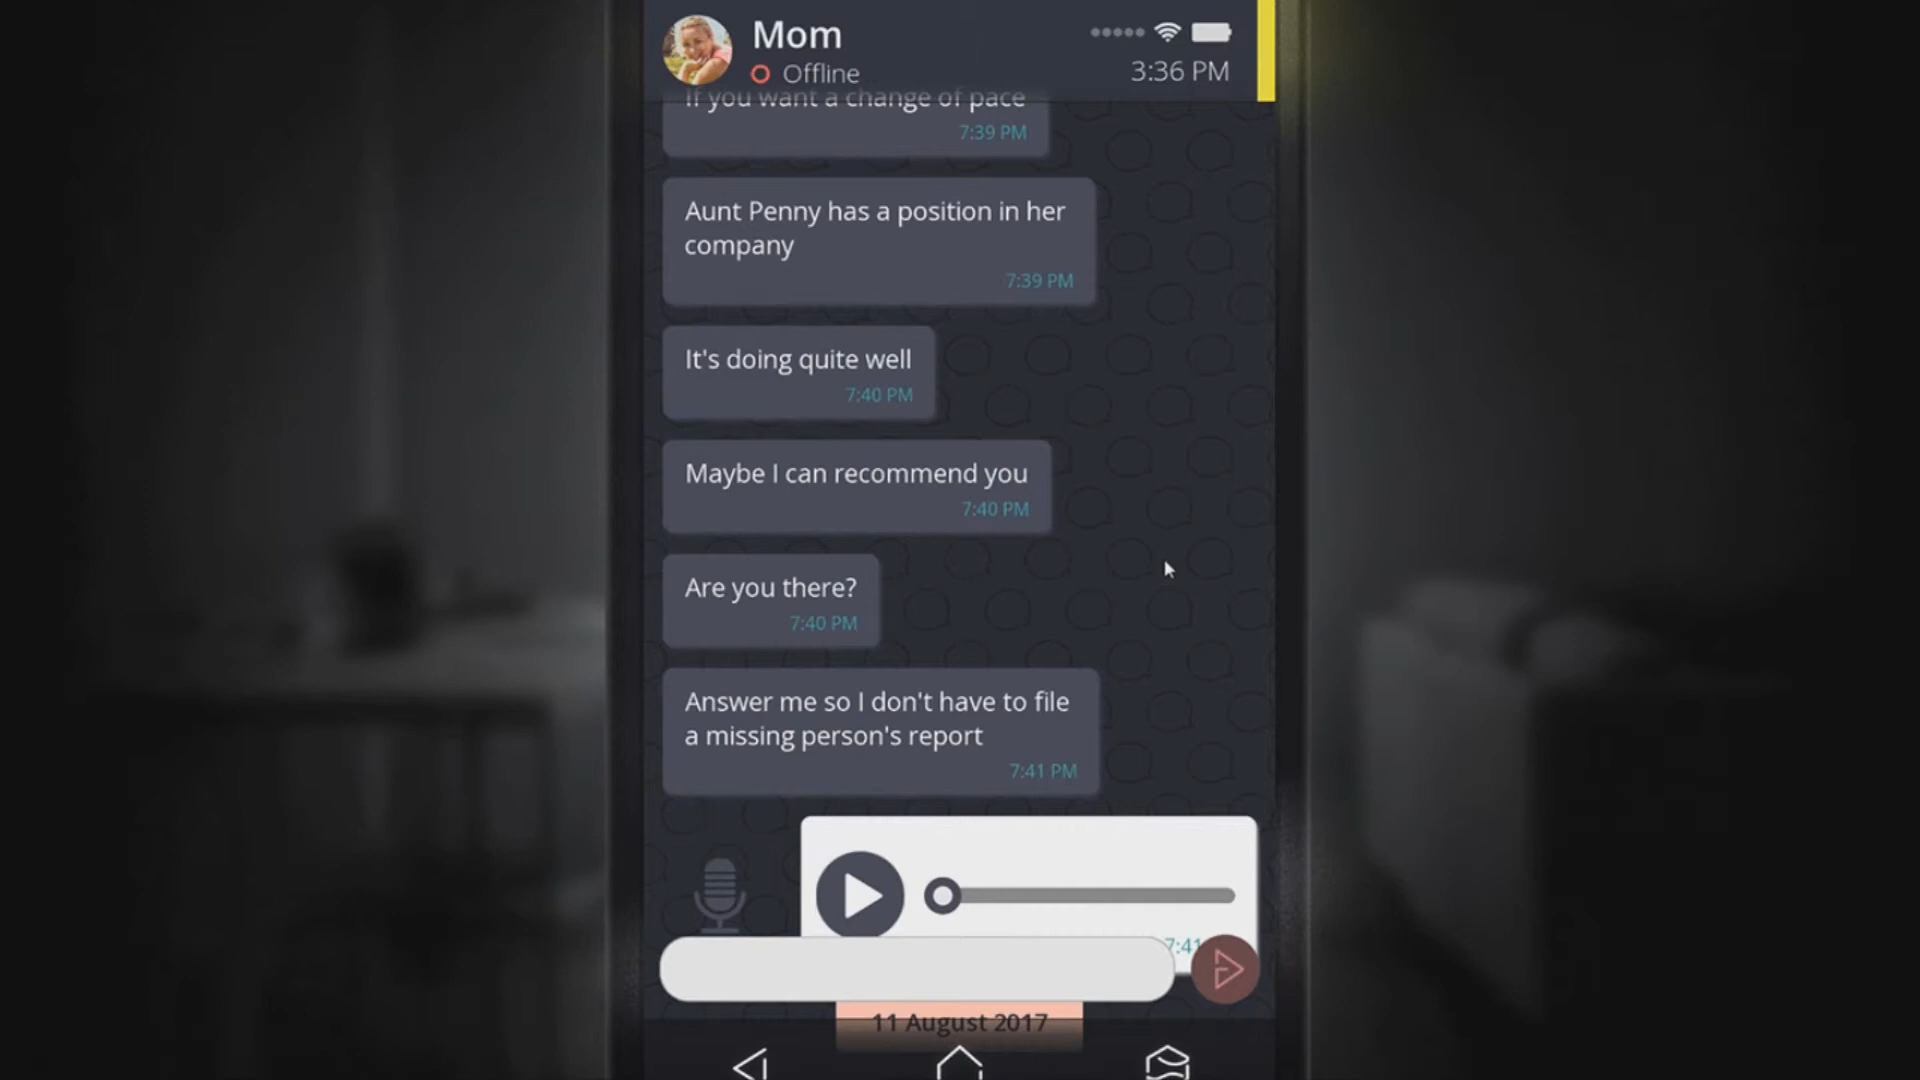 Mom
Offline
3:36 PM
If you want a change of pace
7:39 PM
Aunt Penny has a position in her
company
7:39 PM
It's doing quite well
7:40 PM
Maybe I can recommend you
7:40 PM
Are you there?
7:40 PM
Answer me so I don't have to file
a missing person's report
7:41 PM
7:41
11 August 2017